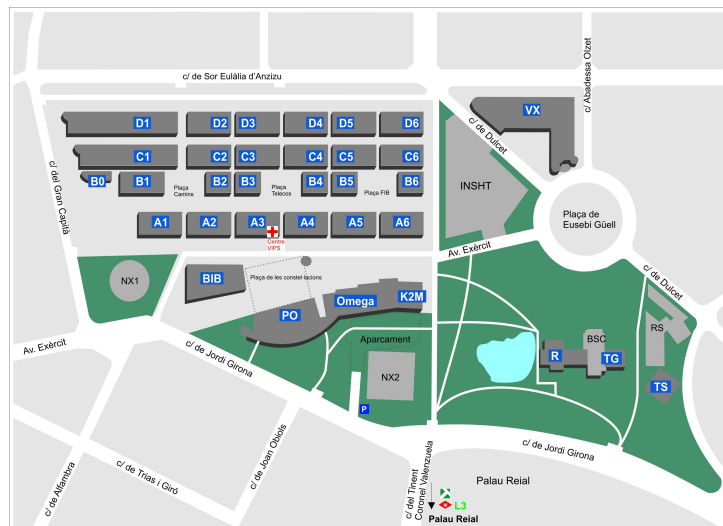 c/ de Sor Eulàlia d'Anzizu
c/ Abadessa Olzet
VX
D1
D2
D3
D4
D5
D6
c/ de Dulcet
C1
C2
C3
C4
C5
C6
c/ del Gran Capità
B0
B1
Plaça
Camins
B2
B3
Plaça
Telecos
B4
B5
Plaça FIB
B6
INSHT
A1
A2
A3
A4
A5
A6
Centre
VIPS
Plaça de
Eusebi Güell
Av. Exèrcit
BIB
Plaça de les constel·lacions
NX1
Omega
K2M
PO
c/ de Dulcet
RS
Aparcament
BSC
R
TG
Av. Exèrcit
c/ de Jordi Girona
NX2
TS
P
c/ de Joan Obiols
c/ de Jordi Girona
c/ de Trias i Giró
c/ de Alfambra
c/ del Tinent
Coronel Valenzuela
Palau Reial
M
L3
Palau Reial